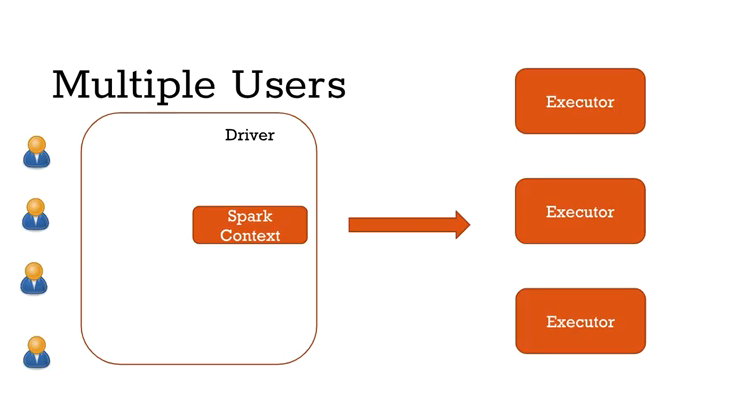 Multiple Users
Driver
Spark
Context
Executor
Executor
Executor